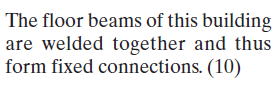 The floor beams of this building
are welded together and thus
form fixed connections. (10)